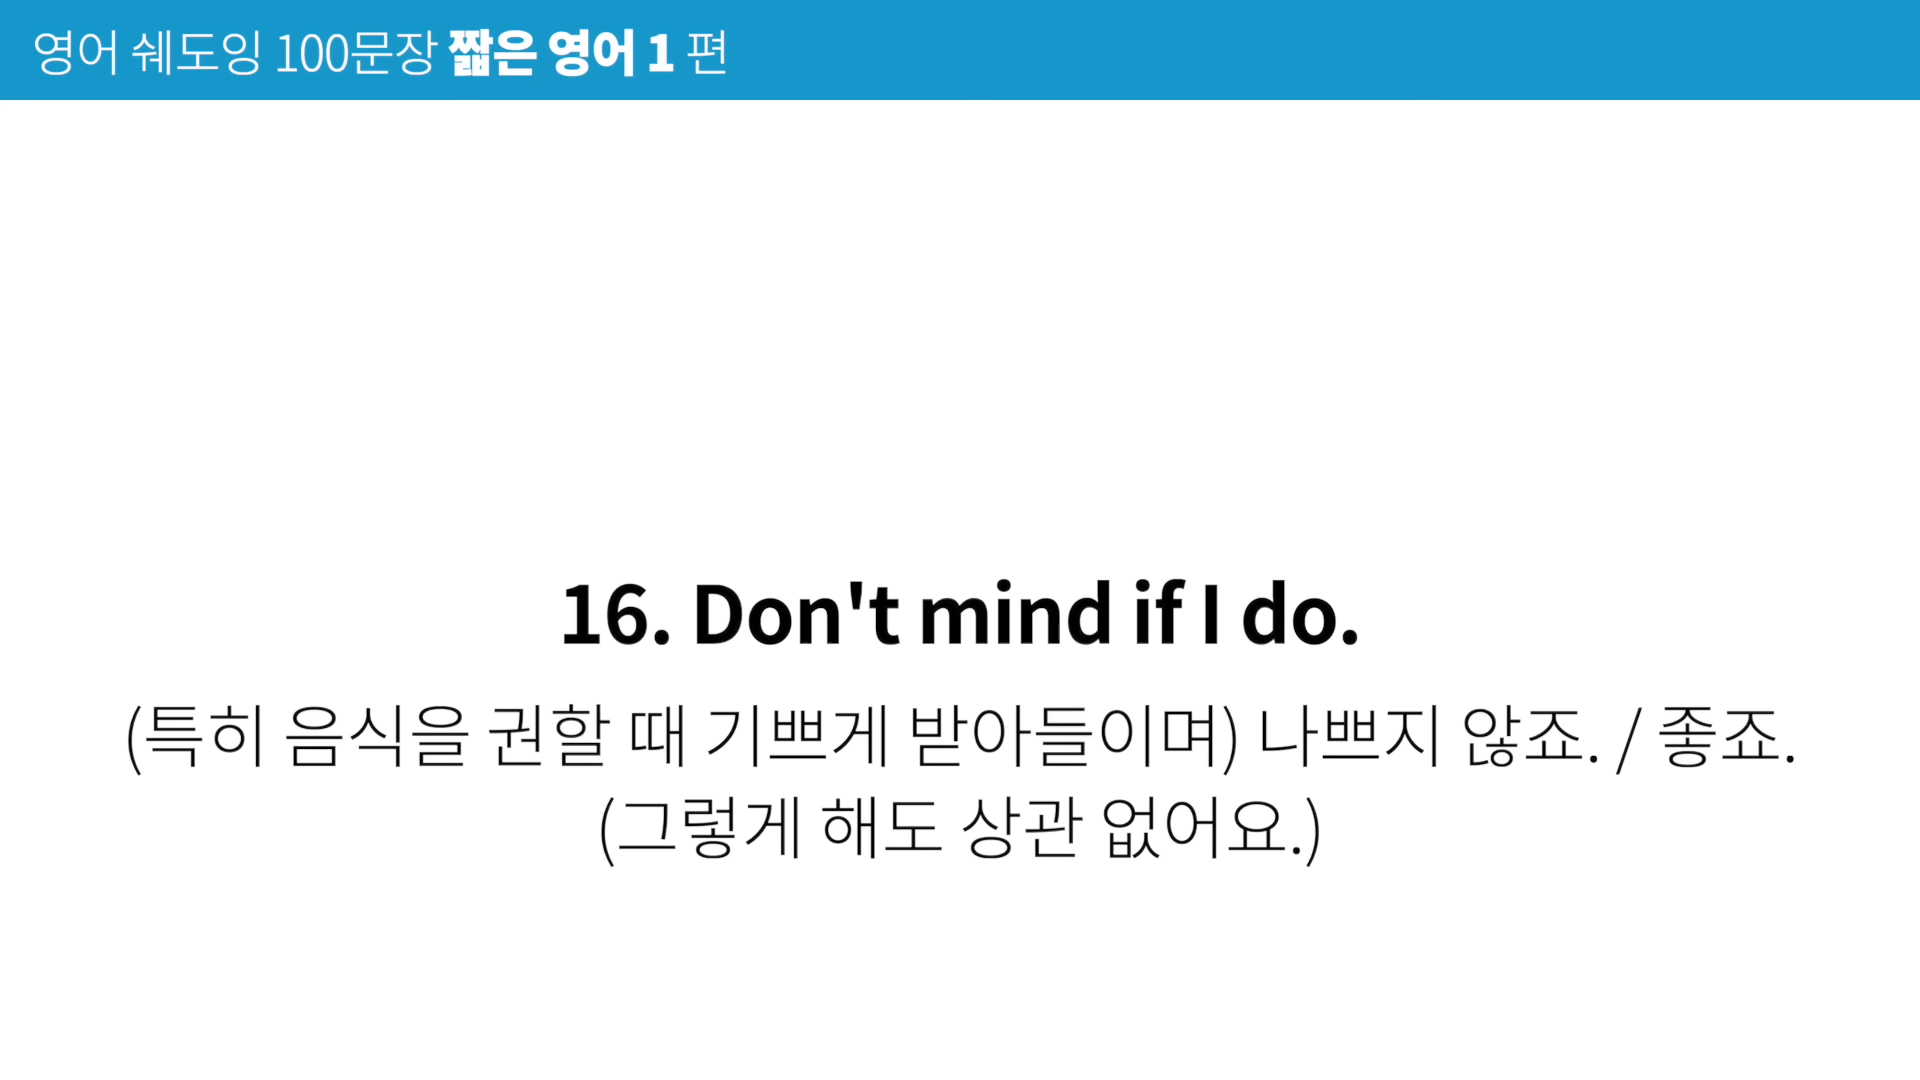 영어 쉐도잉 100문장 짧은 영어 1 편
16. Don't mind if I do.
(특히 음식을 권할 때 기쁘게 받아들이며) 나쁘지 않죠. / 좋죠.
(그렇게 해도 상관 없어요.)